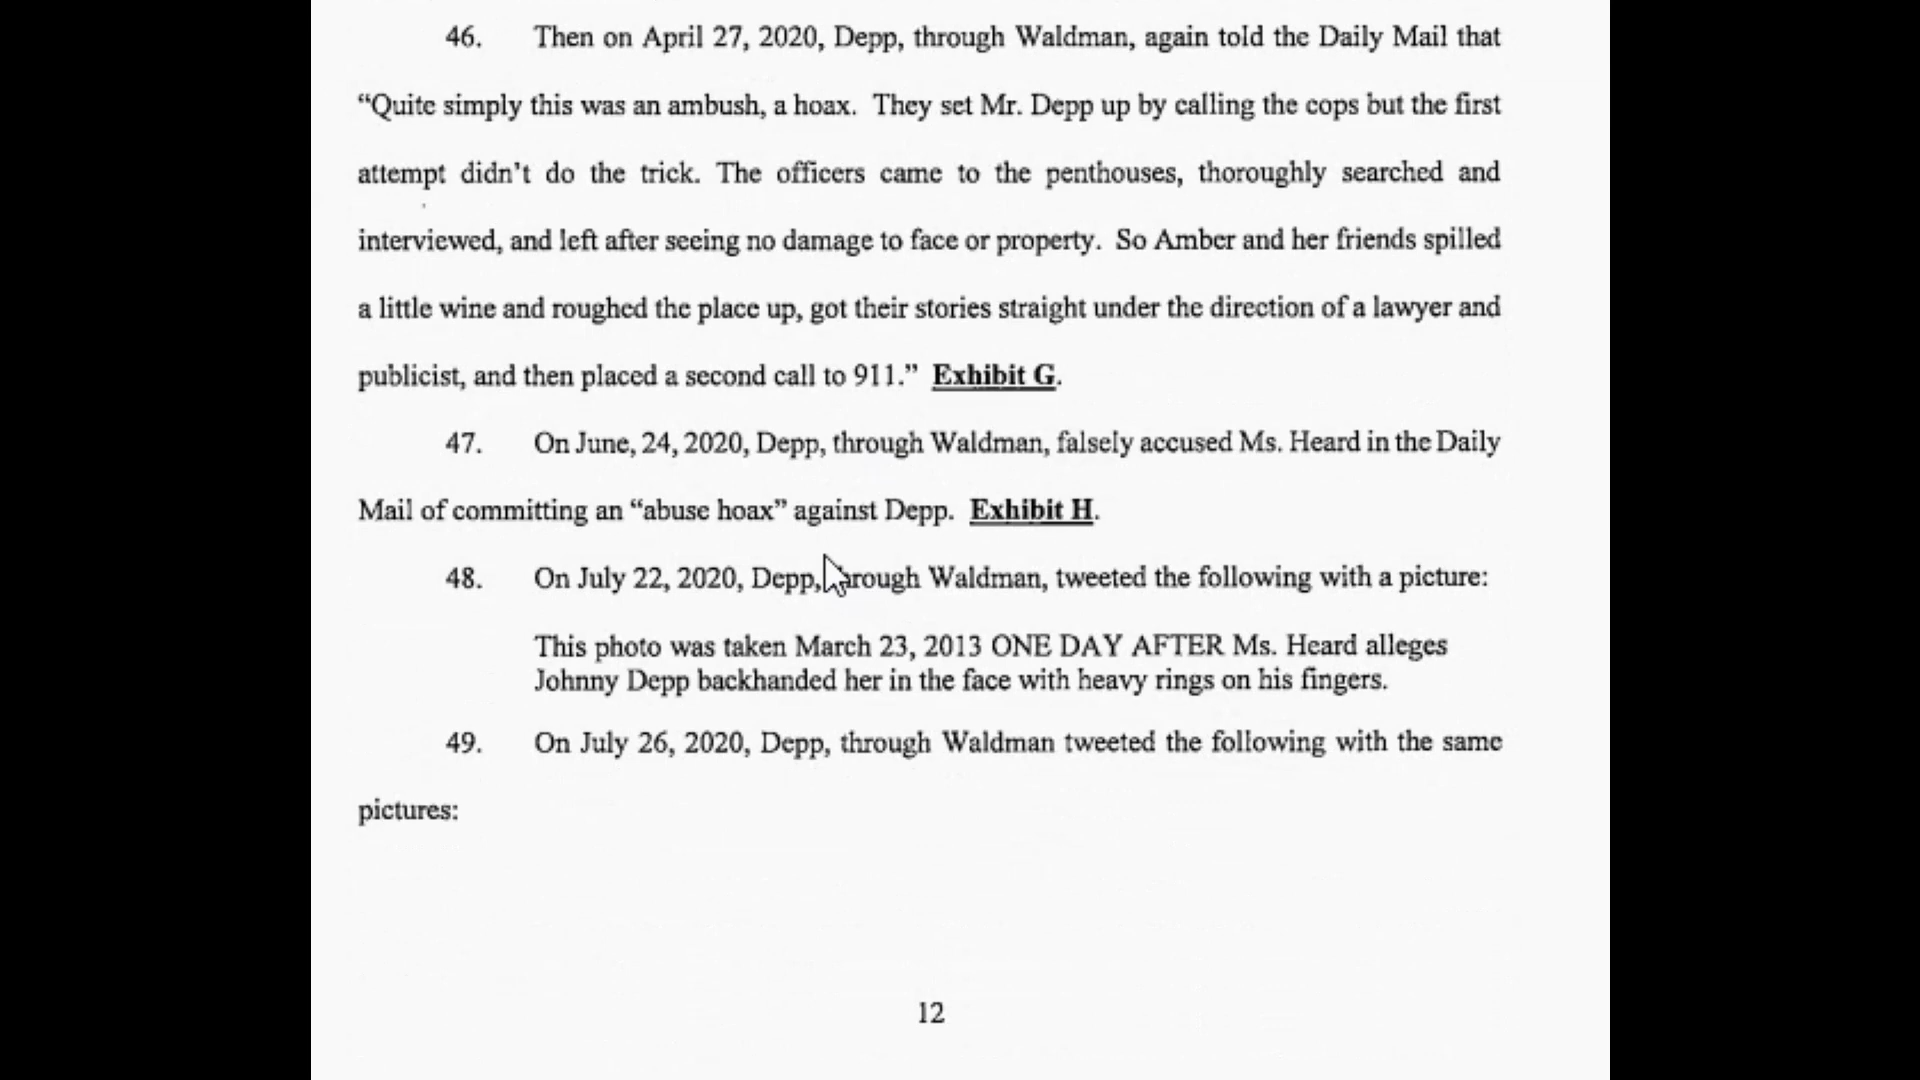 46. Then on April 27, 2020, Depp, through Waldman, again told the Daily Mail that
“Quite simply this was an ambush, a hoax. They set Mr. Depp up by calling the cops but the first
attempt didn’t do the trick. The officers came to the penthouses, thoroughly searched and
interviewed, and left after seeing no damage to face or property. So Amber and her friends spilled
a little wine and roughed the place up, got their stories straight under the direction of a lawyer and
publicist, and then placed a second call to 911.” Exhibit G.
47. On June, 24, 2020, Depp, through Waldman, falsely accused Ms. Heard in the Daily
Mail of committing an “abuse hoax” against Depp. Exhibit H.
48. On July 22, 2020, Depp, through Waldman, tweeted the following with a picture:
This photo was taken March 23, 2013 ONE DAY AFTER Ms. Heard alleges
Johnny Depp backhanded her in the face with heavy rings on his fingers.
49. On July 26, 2020, Depp, through Waldman tweeted the following with the same
pictures:
12